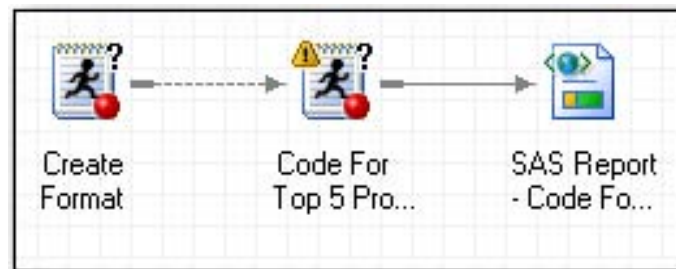 Create
Format
Code For
Top 5 Pro...
SAS Report
- Code Fo...